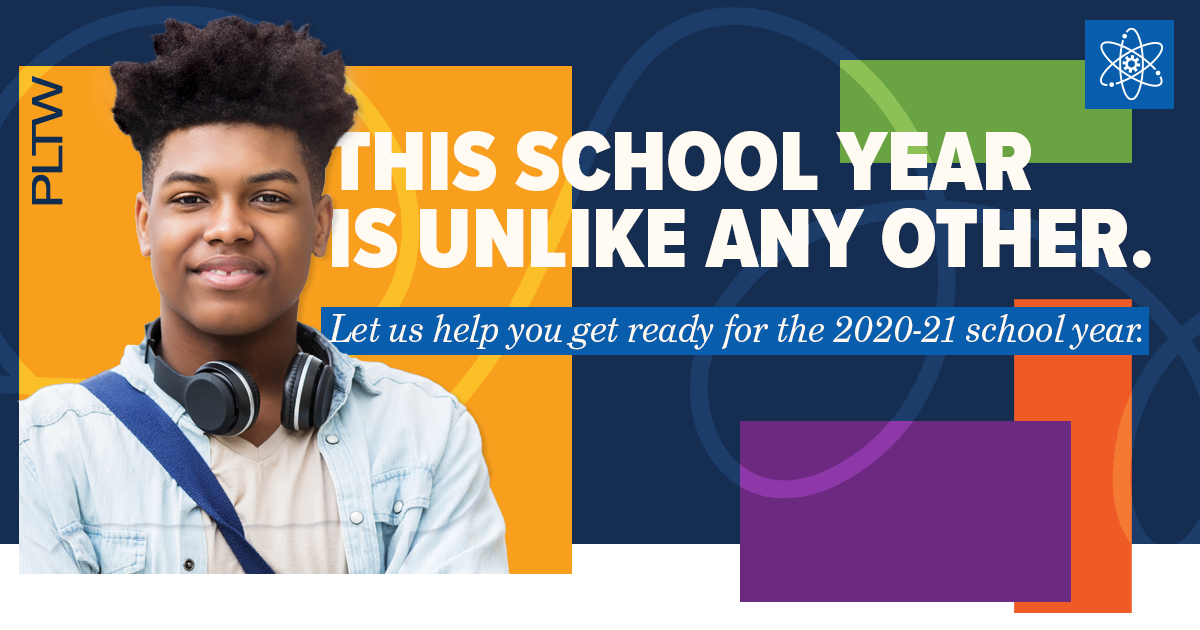 PLTW
THIS SCHOOL YEAR
IS UNLIKE ANY OTHER.
Let us help you get ready for the 2020-21 school year.